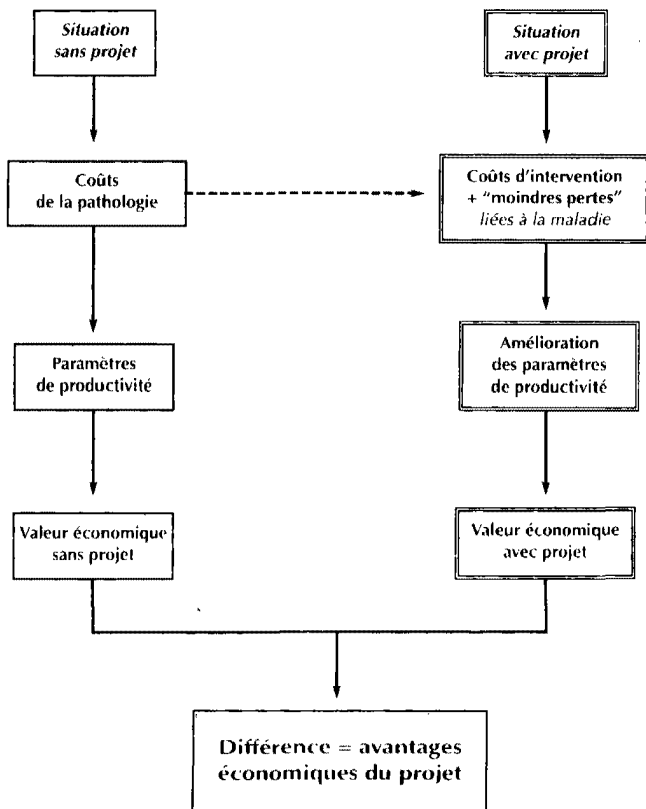 Situation
sans projet
Situation
avec projet
Coûts
de la pathologie
Coûts d'intervention
+ "moindres pertes"
liées à la maladie
Paramètres
de productivité
Amélioration
des paramètres
de productivité
Valeur économique
sans projet
Valeur économique
avec projet
Différence = avantages
économiques du projet